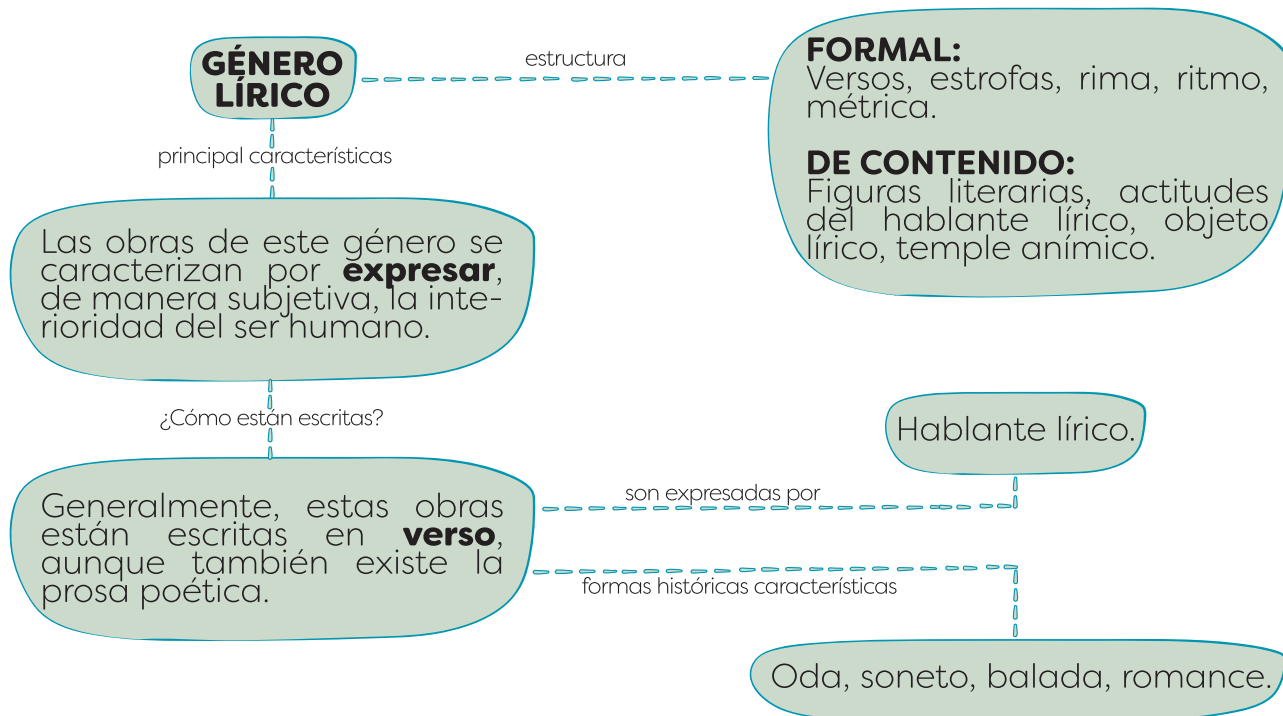 GÉNERO
LÍRICO
estructura
FORMAL:
Versos, estrofas, rima, ritmo,
métrica.
DE CONTENIDO:
Figuras literarias, actitudes
del hablante lírico, objeto
lírico, temple anímico.
principal características
Las obras de este género se
caracterizan por expresar,
de manera subjetiva, la inte-
rioridad del ser humano.
¿Cómo están escritas?
Generalmente, estas obras
están escritas en verso,
aunque también existe la
prosa poética.
son expresadas por
Hablante lírico.
formas históricas características
Oda, soneto, balada, romance.